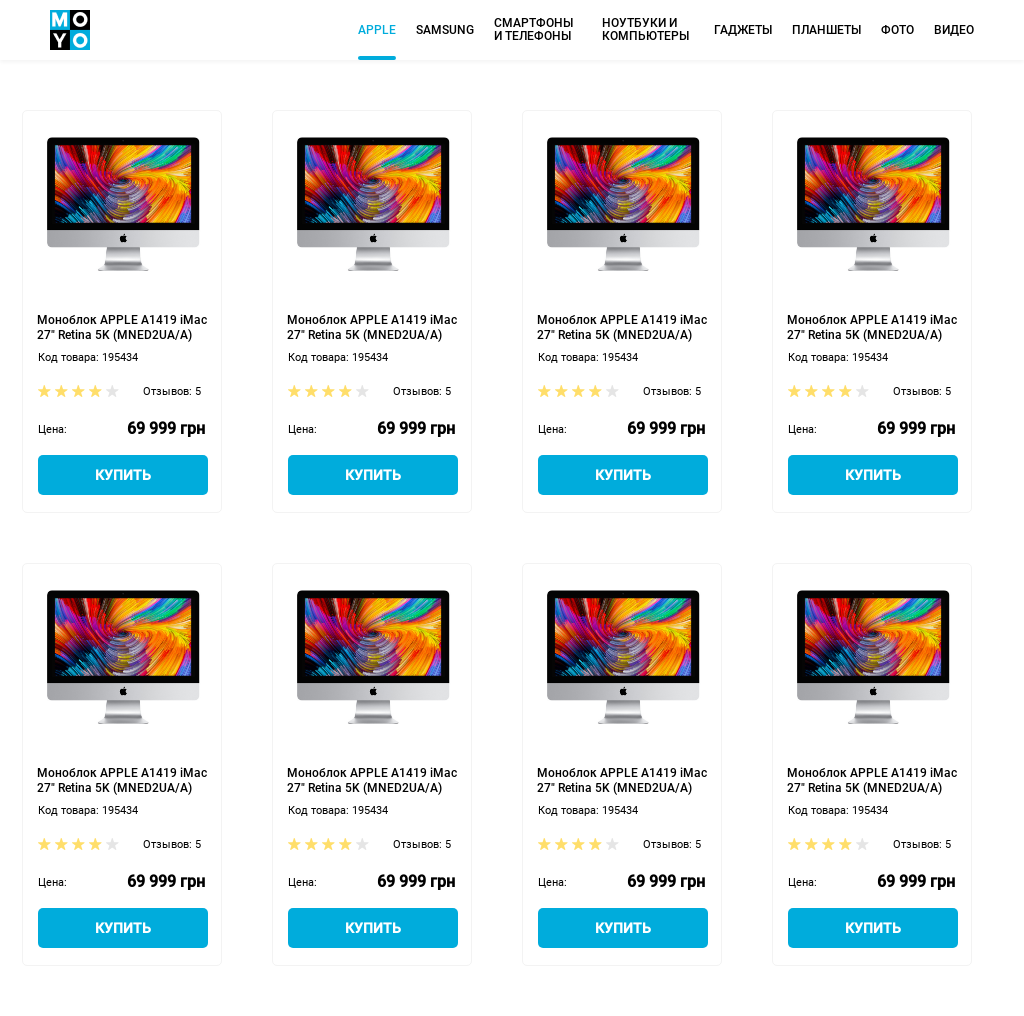 MO
YO
APPLE
SAMSUNG
СМАРТФОНЫ
И ТЕЛЕФОНЫ
НОУТБУКИ И
КОМПЬЮТЕРЫ
ГАДЖЕТЫ
ПЛАНШЕТЫ
ФОТО
ВИДЕО
Моноблок APPLE A1419 iMac
27" Retina 5K (MNED2UA/A)
Код товара: 195434
Отзывов: 5
Цена: 69 999 грн
КУПИТЬ
Моноблок APPLE A1419 iMac
27" Retina 5K (MNED2UA/A)
Код товара: 195434
Отзывов: 5
Цена: 69 999 грн
КУПИТЬ
Моноблок APPLE A1419 iMac
27" Retina 5K (MNED2UA/A)
Код товара: 195434
Отзывов: 5
Цена: 69 999 грн
КУПИТЬ
Моноблок APPLE A1419 iMac
27" Retina 5K (MNED2UA/A)
Код товара: 195434
Отзывов: 5
Цена: 69 999 грн
КУПИТЬ
Моноблок APPLE A1419 iMac
27" Retina 5K (MNED2UA/A)
Код товара: 195434
Отзывов: 5
Цена: 69 999 грн
КУПИТЬ
Моноблок APPLE A1419 iMac
27" Retina 5K (MNED2UA/A)
Код товара: 195434
Отзывов: 5
Цена: 69 999 грн
КУПИТЬ
Моноблок APPLE A1419 iMac
27" Retina 5K (MNED2UA/A)
Код товара: 195434
Отзывов: 5
Цена: 69 999 грн
КУПИТЬ
Моноблок APPLE A1419 iMac
27" Retina 5K (MNED2UA/A)
Код товара: 195434
Отзывов: 5
Цена: 69 999 грн
КУПИТЬ